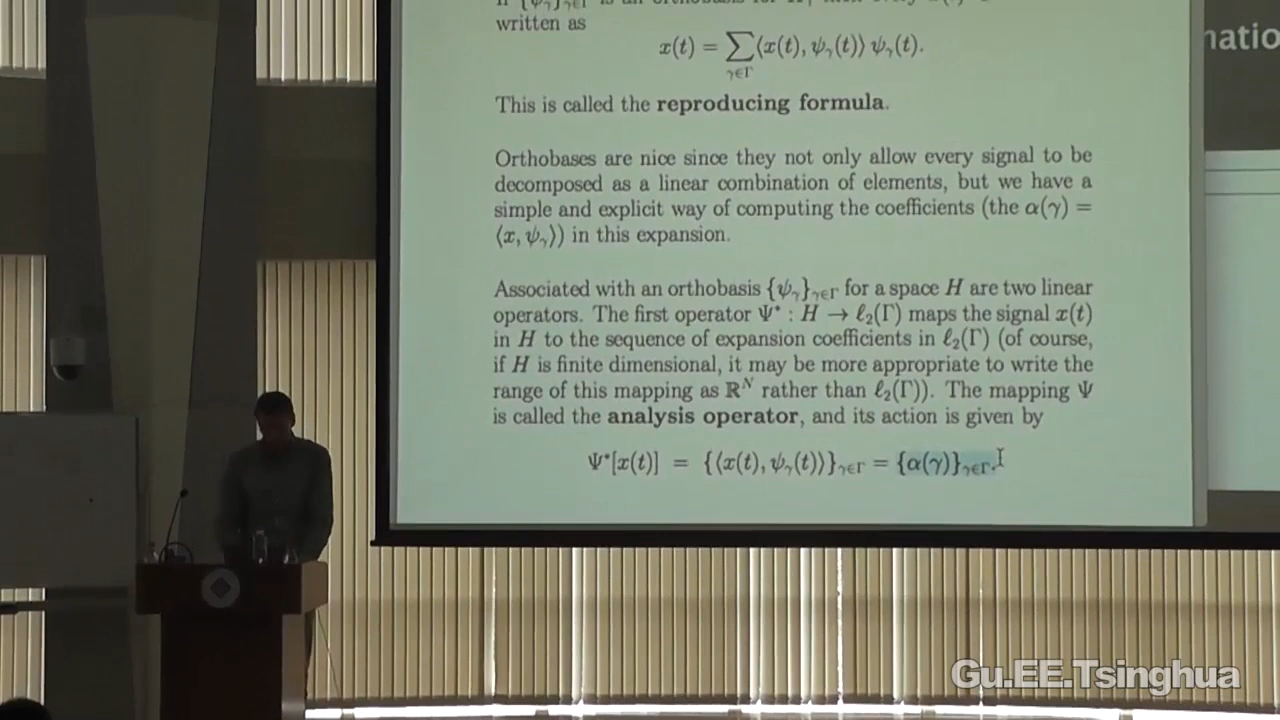 written as
x(t) = ∑⟨x(t), ψ_γ(t)⟩ ψ_γ(t).
γ∈Γ
This is called the reproducing formula.
Orthobases are nice since they not only allow every signal to be
decomposed as a linear combination of elements, but we have a
simple and explicit way of computing the coefficients (the α(γ) =
⟨x, ψ_γ⟩) in this expansion.
Associated with an orthobasis {ψ_γ}_γ∈Γ for a space H are two linear
operators. The first operator Ψ* : H → ℓ₂(Γ) maps the signal x(t)
in H to the sequence of expansion coefficients in ℓ₂(Γ) (of course,
if H is finite dimensional, it may be more appropriate to write the
range of this mapping as ℝ^N rather than ℓ₂(Γ)). The mapping Ψ
is called the analysis operator, and its action is given by
Ψ*[x(t)] = {⟨x(t), ψ_γ(t)⟩}_γ∈Γ = {α(γ)}_γ∈Γ.
Gu.EE.Tsinghua